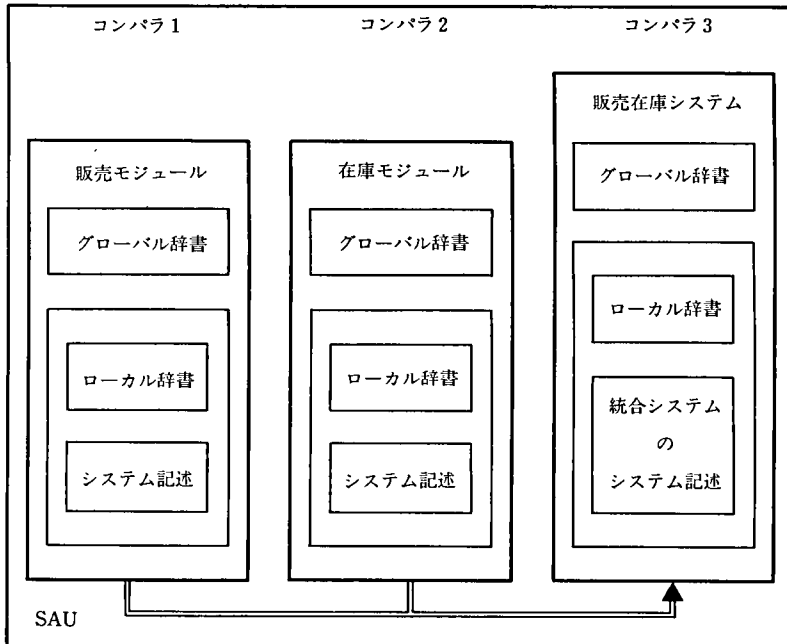 コンパラ1
コンパラ2
コンパラ3
販売モジュール
グローバル辞書
ローカル辞書
システム記述
在庫モジュール
グローバル辞書
ローカル辞書
システム記述
販売在庫システム
グローバル辞書
ローカル辞書
統合システム
の
システム記述
SAU